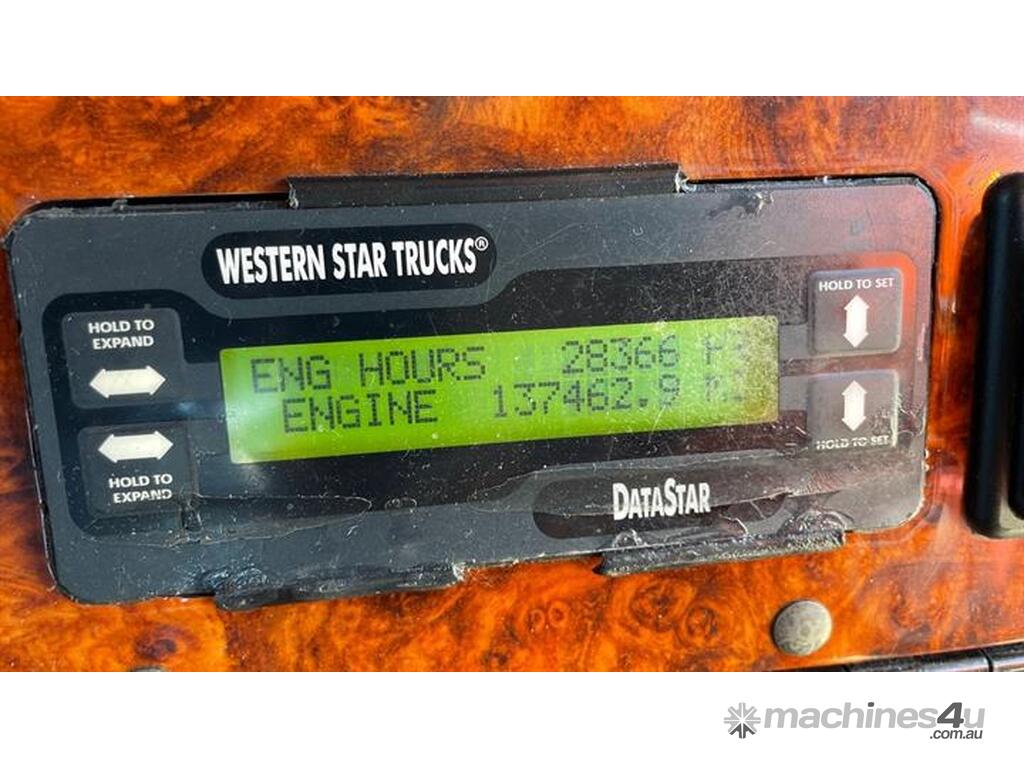 WESTERN STAR TRUCKS®
HOLD TO
EXPAND
HOLD TO SET
ENG HOURS 28366
ENGINE 137462.9
HOLD TO
EXPAND
HOLD TO SET
DATASTAR
machines4u
.com.au